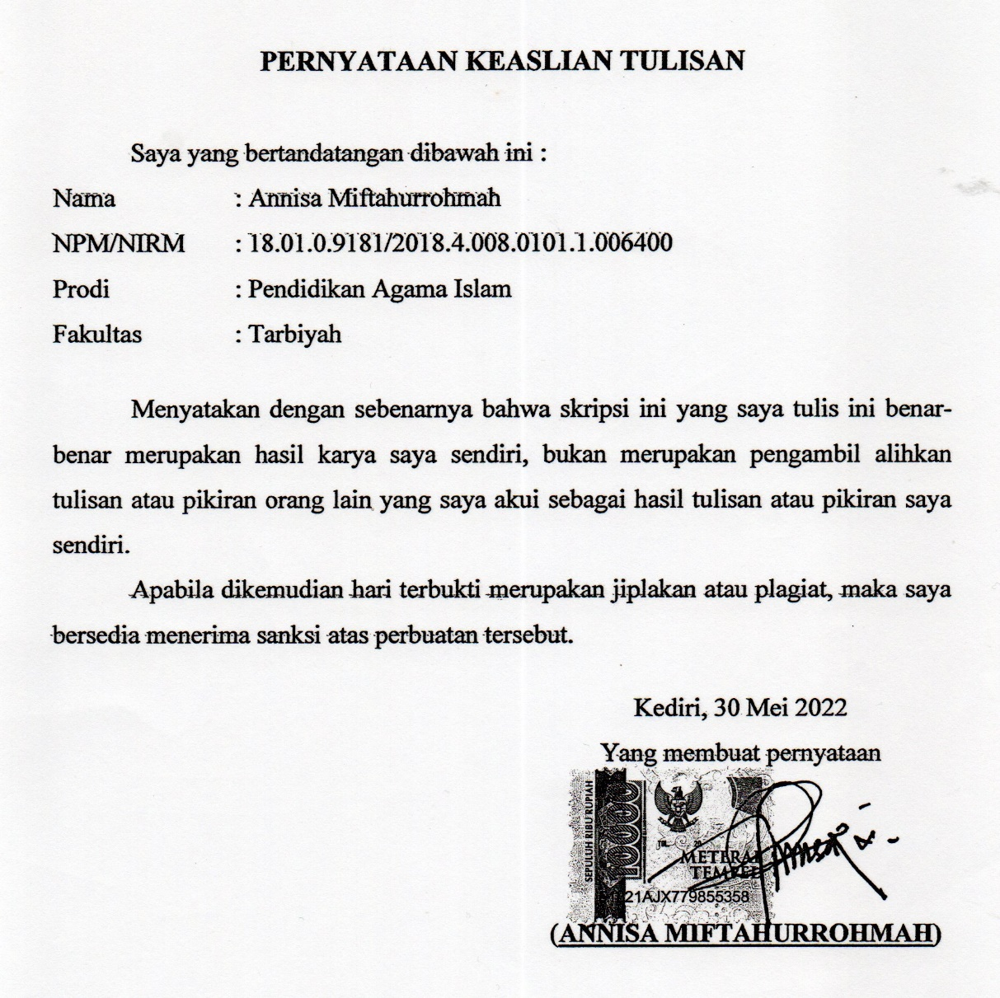 PERNYATAAN KEASLIAN TULISAN
Saya yang bertandatangan dibawah ini :
Nama : Annisa Miftahurrohmah
NPM/NIRM : 18.01.0.9181/2018.4.008.0101.1.006400
Prodi : Pendidikan Agama Islam
Fakultas : Tarbiyah
Menyatakan dengan sebenarnya bahwa skripsi ini yang saya tulis ini benar-
benar merupakan hasil karya saya sendiri, bukan merupakan pengambil alihkan
tulisan atau pikiran orang lain yang saya akui sebagai hasil tulisan atau pikiran saya
sendiri.
Apabila dikemudian hari terbukti merupakan jiplakan atau plagiat, maka saya
bersedia menerima sanksi atas perbuatan tersebut.
Kediri, 30 Mei 2022
Yang membuat pernyataan
SEPULUH RIBU RUPIAH
10000
METERAI
TEMPEL
21AJX779855358
(ANNISA MIFTAHURROHMAH)